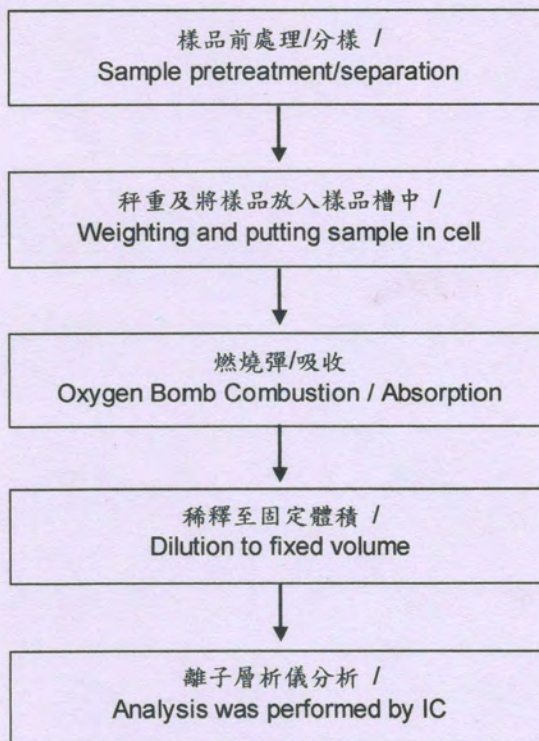 樣品前處理/分樣 /
Sample pretreatment/separation
秤重及將樣品放入樣品槽中 /
Weighting and putting sample in cell
燃燒彈/吸收
Oxygen Bomb Combustion / Absorption
稀釋至固定體積 /
Dilution to fixed volume
離子層析儀分析 /
Analysis was performed by IC